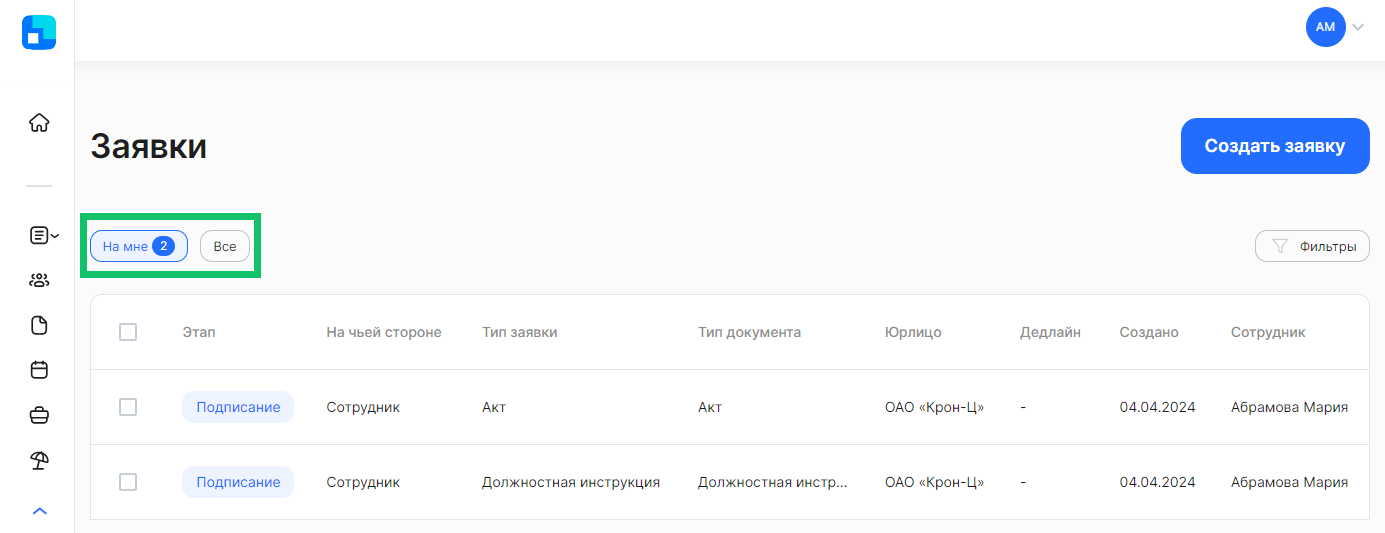 AM
Заявки
Создать заявку
На мне 2 Все
Фильтры
Этап На чьей стороне Тип заявки Тип документа Юрлицо Дедлайн Создано Сотрудник
Подписание Сотрудник Акт Акт ОАО «Крон-Ц» - 04.04.2024 Абрамова Мария
Подписание Сотрудник Должностная инструкция Должностная инстр... ОАО «Крон-Ц» - 04.04.2024 Абрамова Мария